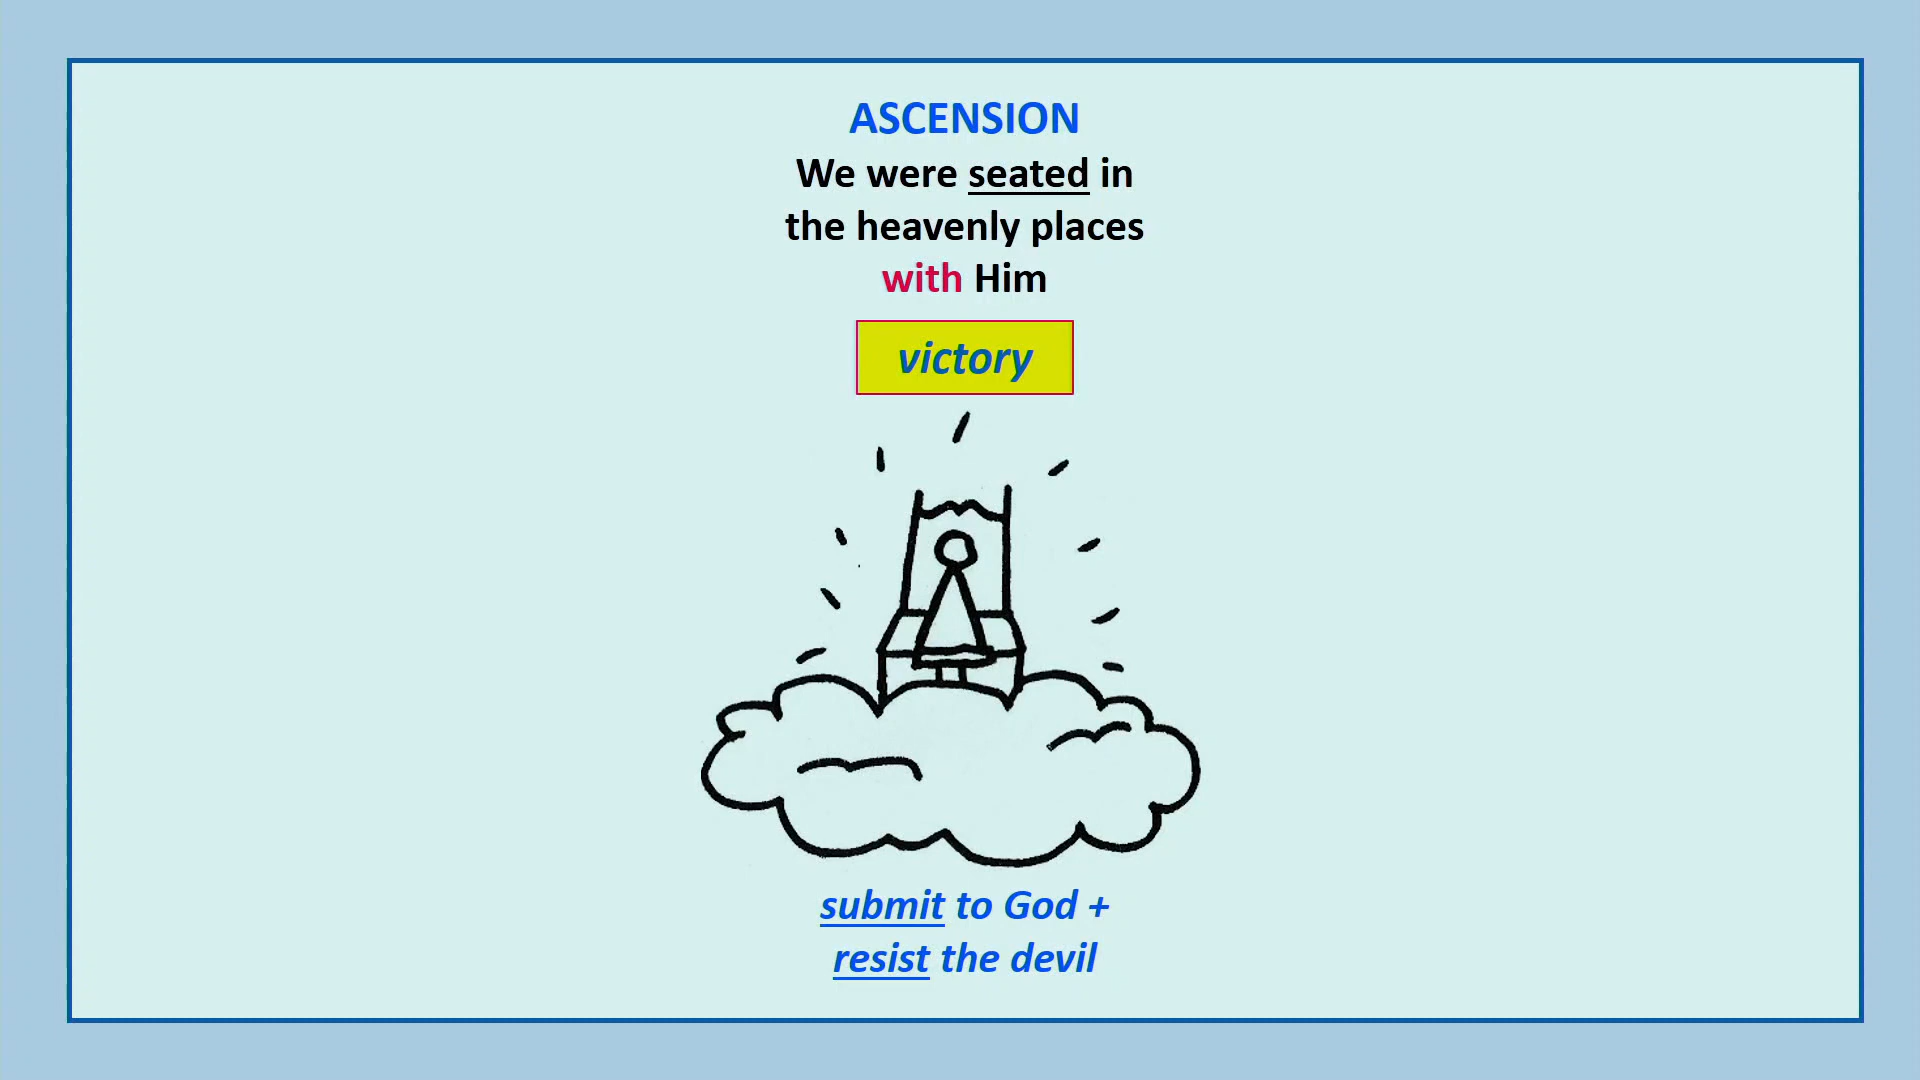 ASCENSION
We were seated in
the heavenly places
with Him
victory
submit to God +
resist the devil